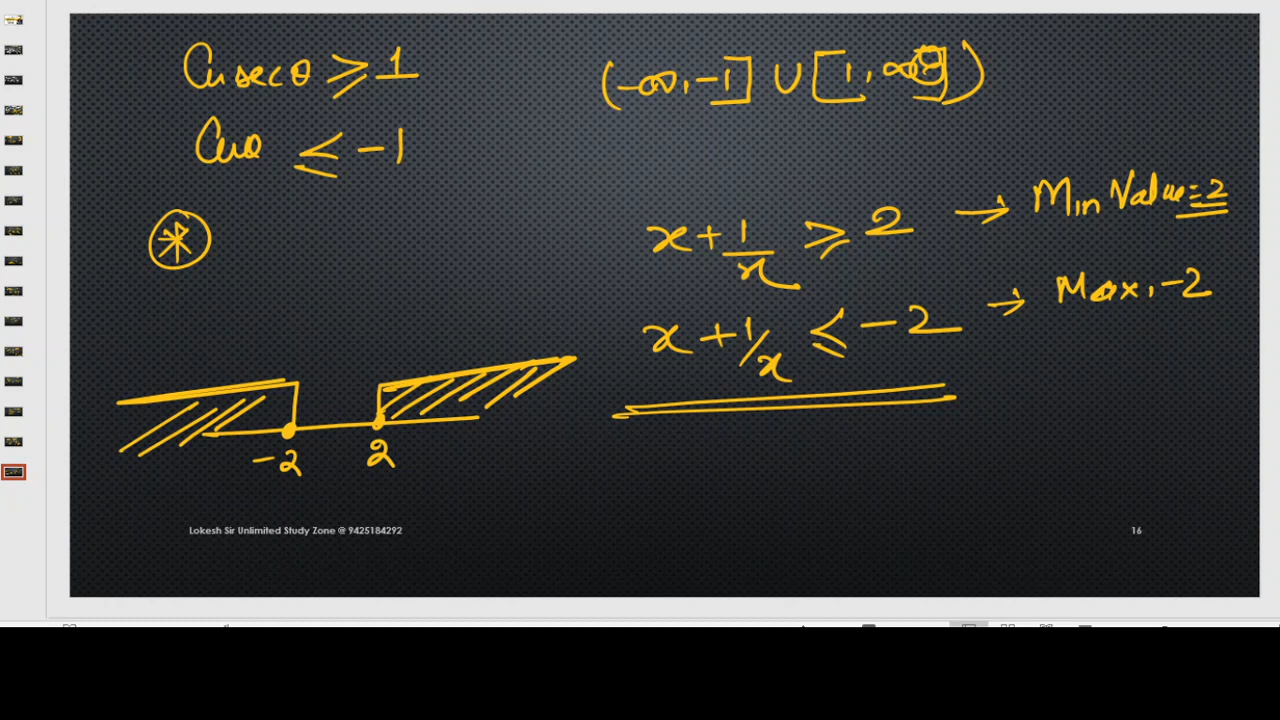 Cosecθ ≥ 1
(-∞, -1] ∪ [1, ∞)
Cosθ ≤ -1
x + 1/x ≥ 2 → Min Value = 2
x + 1/x ≤ -2 → Max. -2
-2 2
Lokesh Sir Unlimited Study Zone @ 9425184292
16